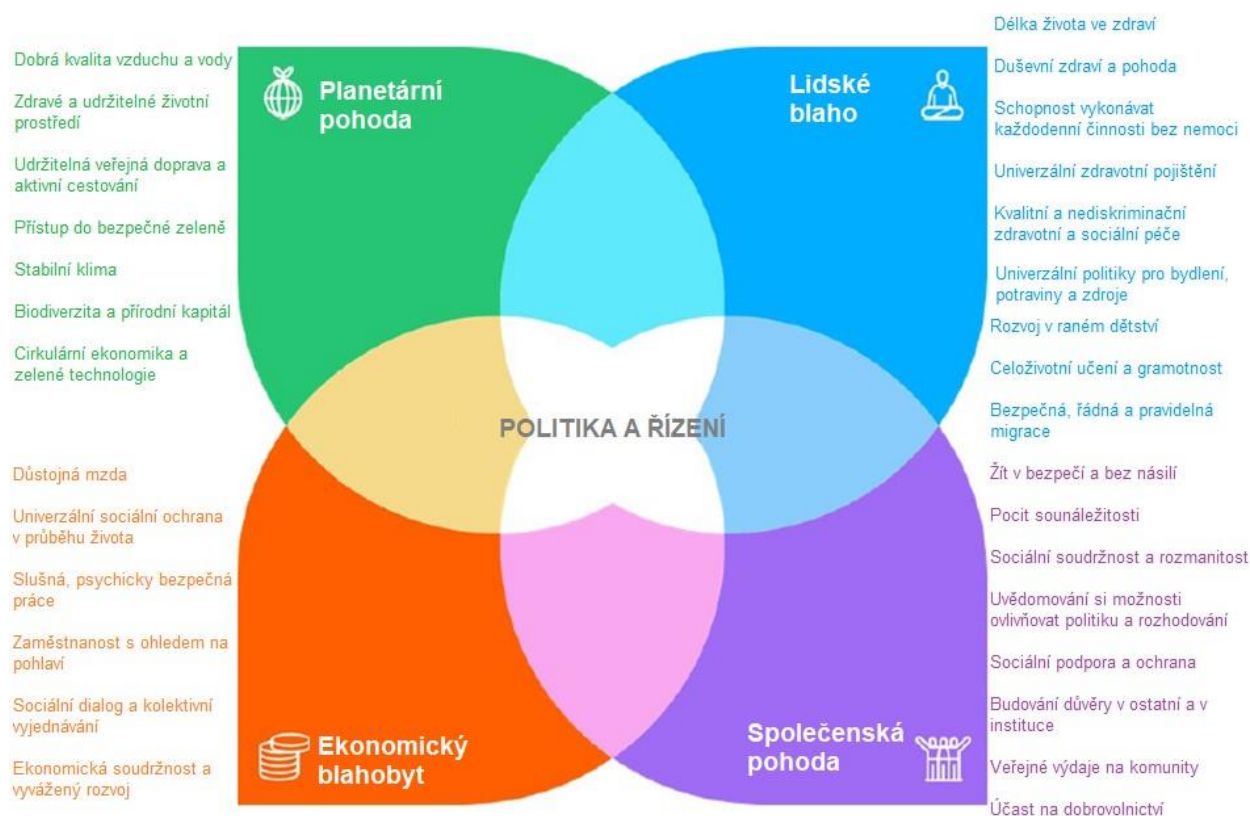 Dobrá kvalita vzduchu a vody
Zdravé a udržitelné životní
prostředí
Udržitelná veřejná doprava a
aktivní cestování
Přístup do bezpečné zeleně
Stabilní klima
Biodiverzita a přírodní kapitál
Cirkulární ekonomika a
zelené technologie
Planetární
pohoda
Lidské
blaho
Délka života ve zdraví
Duševní zdraví a pohoda
Schopnost vykonávat
každodenní činnosti bez nemoci
Univerzální zdravotní pojištění
Kvalitní a nediskriminační
zdravotní a sociální péče
Univerzální politiky pro bydlení,
potraviny a zdroje
Rozvoj v raném dětství
Celoživotní učení a gramotnost
Bezpečná, řádná a pravidelná
migrace
POLITIKA A ŘÍZENÍ
Důstojná mzda
Univerzální sociální ochrana
v průběhu života
Slušná, psychicky bezpečná
práce
Zaměstnanost s ohledem na
pohlaví
Sociální dialog a kolektivní
vyjednávání
Ekonomická soudržnost a
vyvážený rozvoj
Ekonomický
blahobyt
Společenská
pohoda
Žít v bezpečí a bez násilí
Pocit sounáležitosti
Sociální soudržnost a rozmanitost
Uvědomování si možnosti
ovlivňovat politiku a rozhodování
Sociální podpora a ochrana
Budování důvěry v ostatní a v
instituce
Veřejné výdaje na komunity
Účast na dobrovolnictví